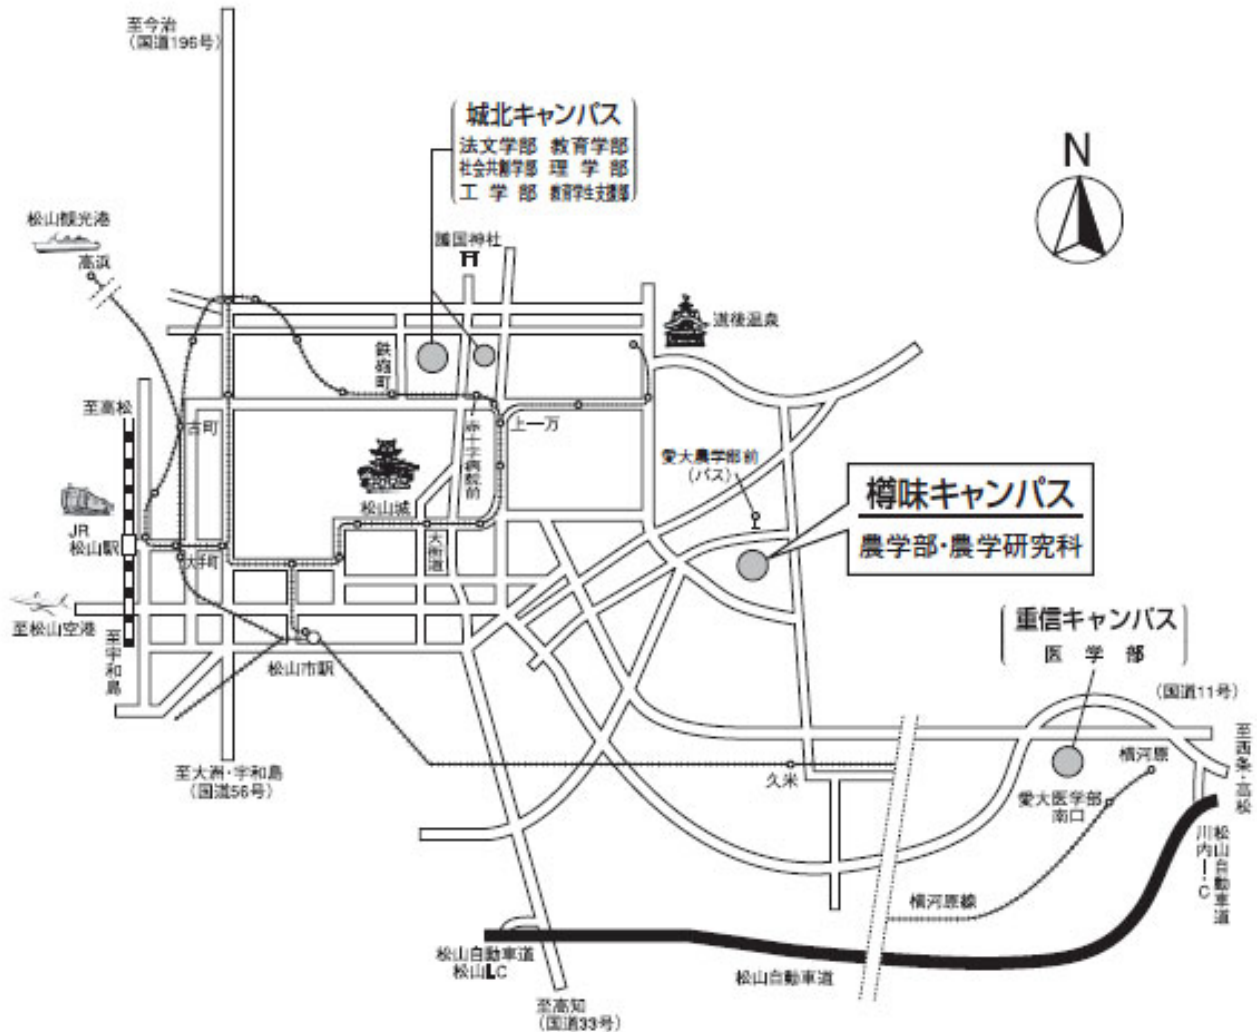 至今治
(国道196号)
城北キャンパス
法文学部 教育学部
社会共創学部 理学部
工学部 教育学生支援部
N
松山観光港
高浜
護国神社
道後温泉
鉄砲町
至高松
古町
赤十字病院前
上一万
愛大農学部前
(バス)
樽味キャンパス
農学部・農学研究科
松山城
JR
松山駅
大手町
大街道
至松山空港
至宇和島
松山市駅
重信キャンパス
医学部
(国道11号)
至西条・高松
横河原
至大洲・宇和島
(国道56号)
久米
愛大医学部
南口
松山自動車道
川内I・C
横河原線
松山自動車道
松山I.C
松山自動車道
至高知
(国道33号)